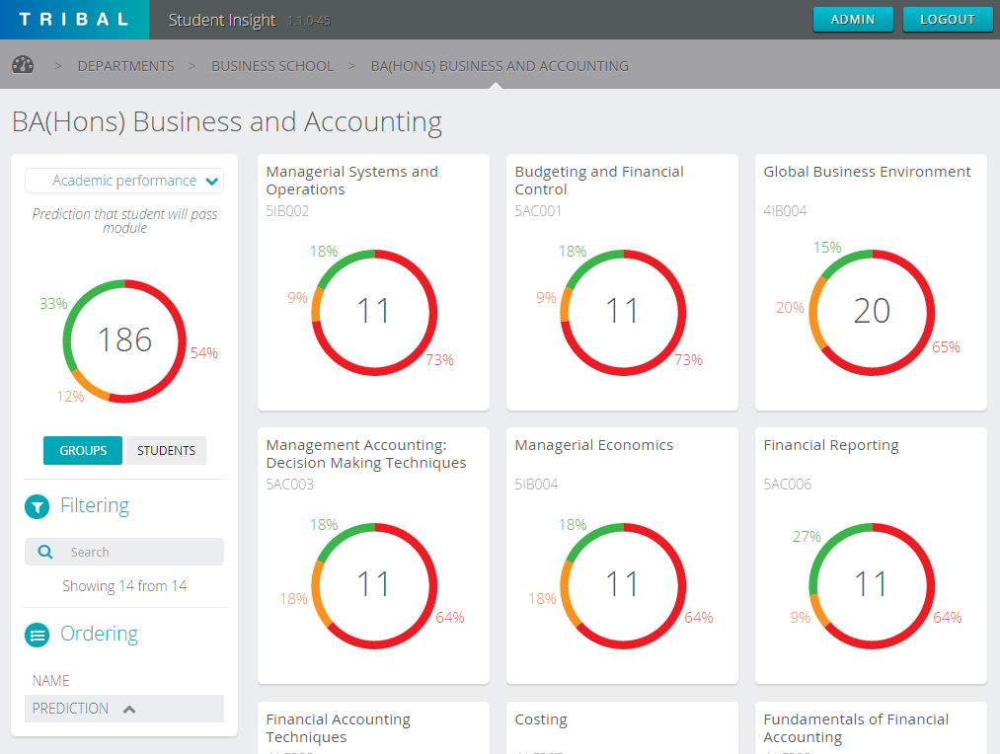 TRIBAL
Student Insight 1.1.0-45
ADMIN
LOGOUT
> DEPARTMENTS > BUSINESS SCHOOL > BA(HONS) BUSINESS AND ACCOUNTING
BA(Hons) Business and Accounting
Academic performance
Prediction that student will pass
module
33%
186
54%
12%
GROUPS
STUDENTS
Filtering
Search
Showing 14 from 14
Ordering
NAME
PREDICTION
Managerial Systems and
Operations
5IB002
18%
9%
11
73%
Budgeting and Financial
Control
5AC001
18%
9%
11
73%
Global Business Environment
4IB004
15%
20%
20
65%
Management Accounting:
Decision Making Techniques
5AC003
18%
11
18%
64%
Managerial Economics
5IB004
18%
11
18%
64%
Financial Reporting
5AC006
27%
11
9%
64%
Financial Accounting
Techniques
Costing
Fundamentals of Financial
Accounting